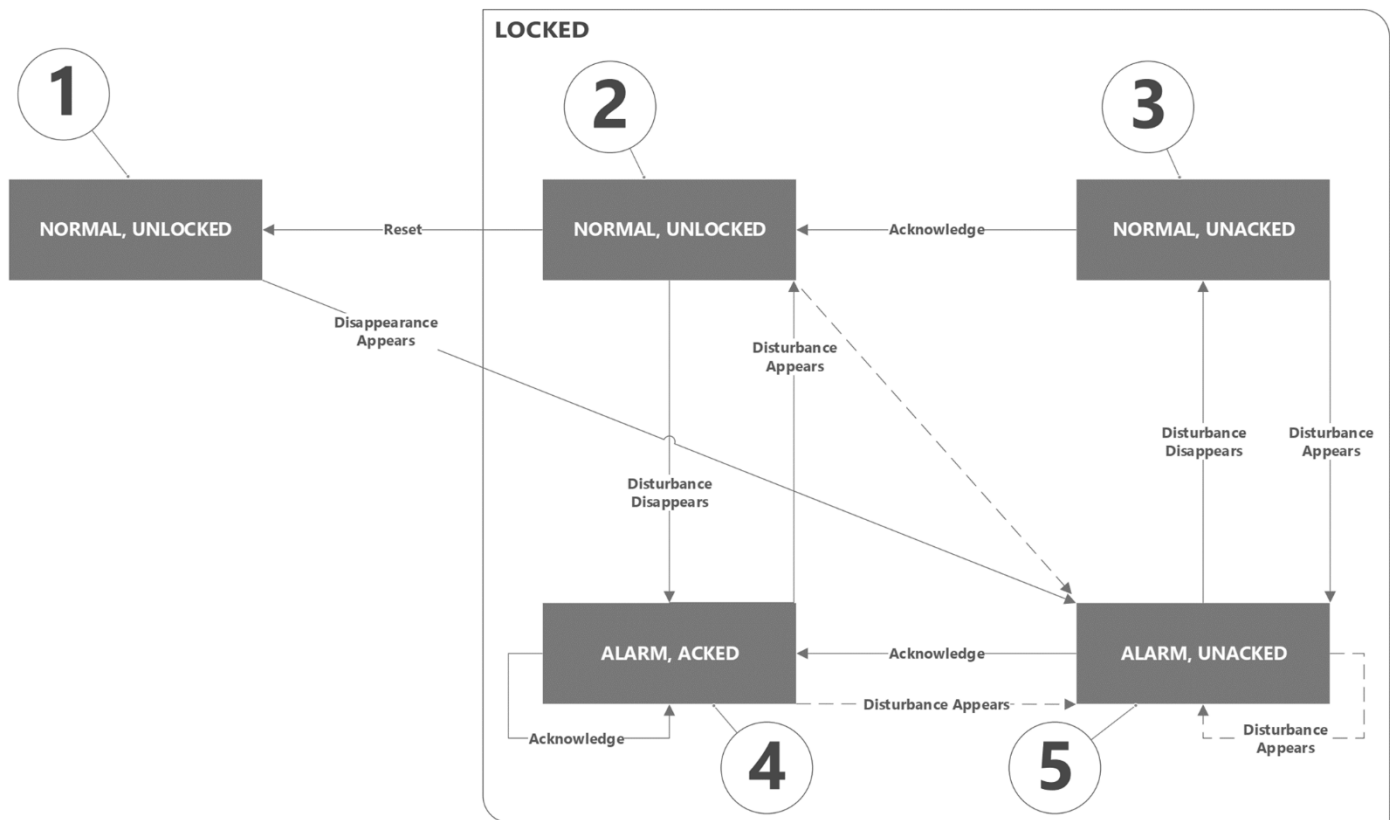 LOCKED
1
2
3
NORMAL, UNLOCKED
Reset
NORMAL, UNLOCKED
Acknowledge
NORMAL, UNACKED
Disappearance
Appears
Disturbance
Appears
Disturbance
Disappears
Disturbance
Appears
Disturbance
Disappears
ALARM, ACKED
Acknowledge
ALARM, UNACKED
Disturbance Appears
Acknowledge
Disturbance
Appears
4
5